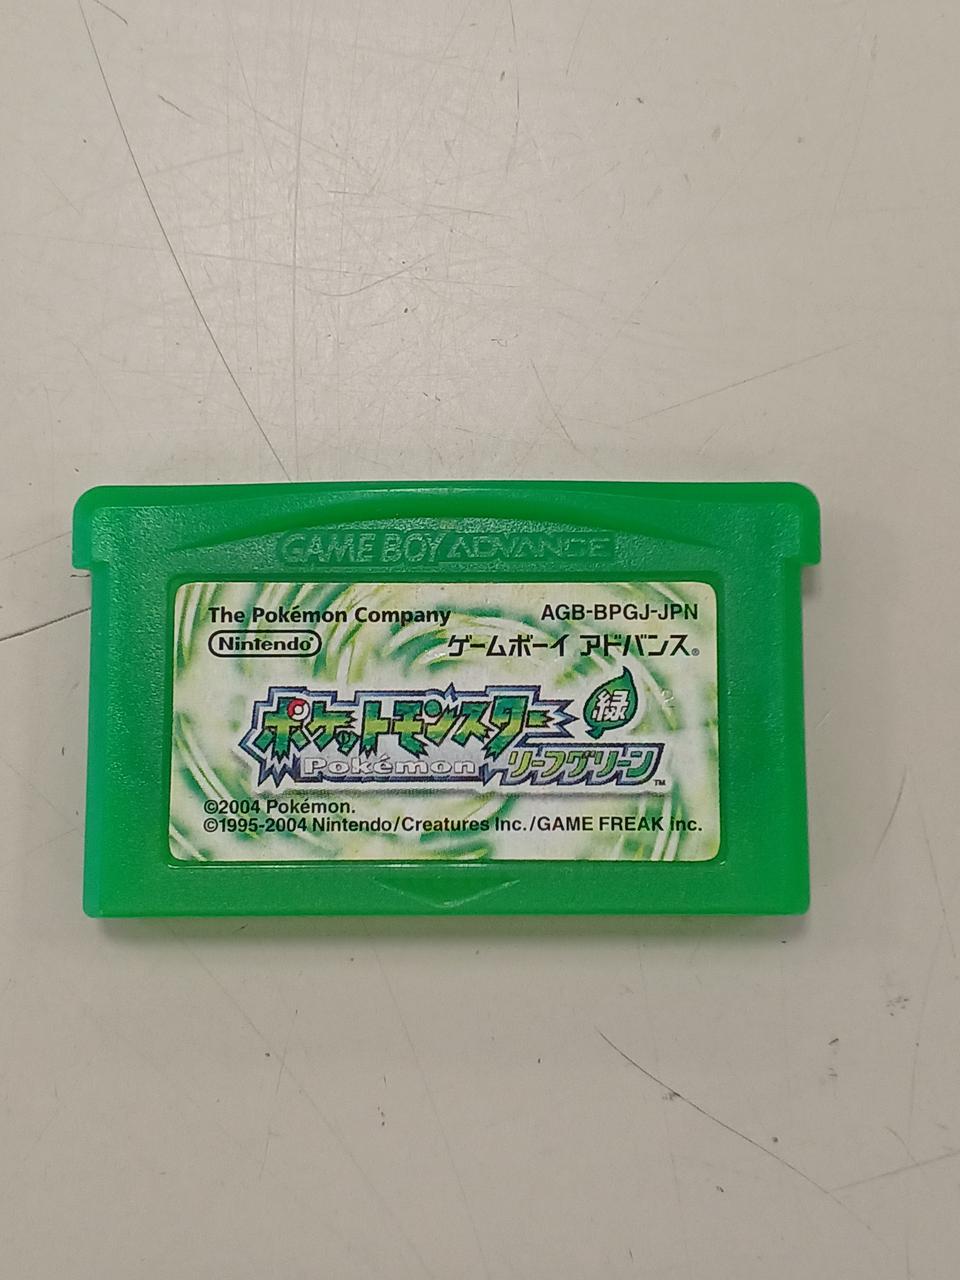 GAME BOY ADVANCE
The Pokémon Company AGB-BPGJ-JPN
Nintendo® ゲームボーイ アドバンス®
ポケットモンスター 緑
Pokémon リーフグリーン™
©2004 Pokémon.
©1995-2004 Nintendo/Creatures Inc./GAME FREAK inc.